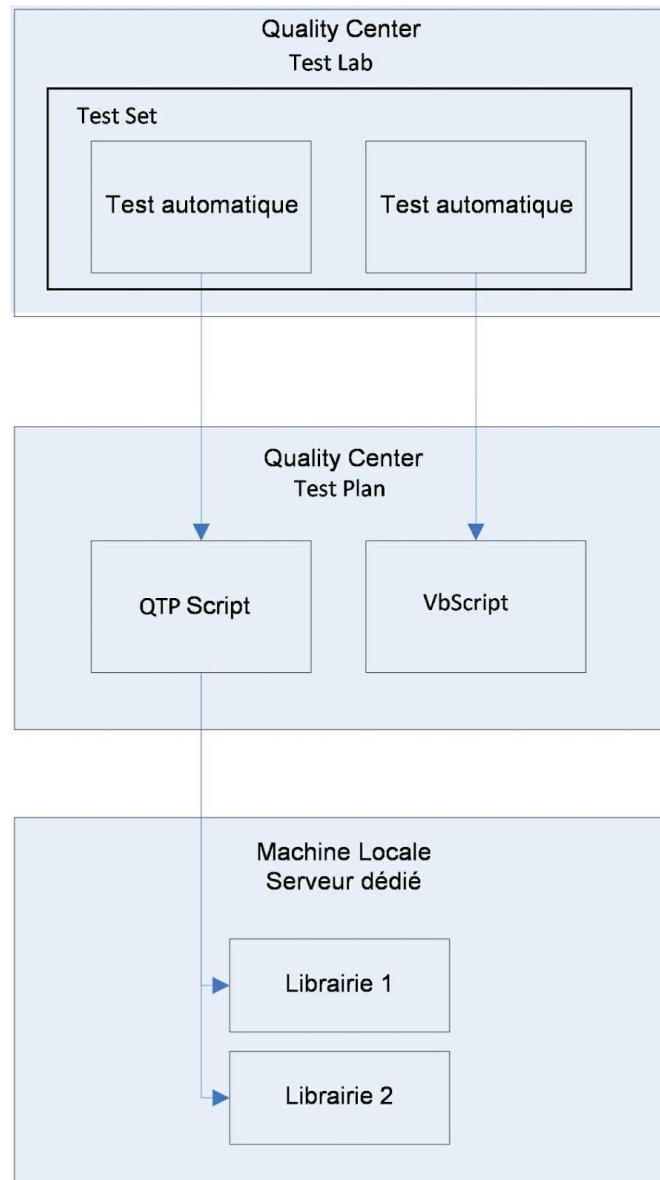 Quality Center
Test Lab
Test Set
Test automatique
Test automatique
Quality Center
Test Plan
QTP Script
VbScript
Machine Locale
Serveur dédié
Librairie 1
Librairie 2